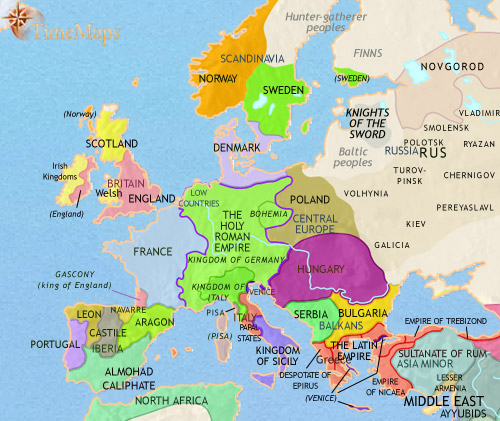 TimeMaps
Hunter-gatherer
peoples
SCANDINAVIA
FINNS
NORWAY
(SWEDEN)
NOVGOROD
SWEDEN
(Norway)
KNIGHTS
OF THE
SWORD
VLADIMIR
SMOLENSK
SCOTLAND
DENMARK
Baltic
peoples
POLOTSK
RUSSIA
RUS
RYAZAN
Irish
Kingdoms
BRITAIN
Welsh
ENGLAND
(England)
LOW
COUNTRIES
TUROV-
PINSK
CHERNIGOV
POLAND
VOLHYNIA
PEREYASLAVL
THE
HOLY
ROMAN
EMPIRE
BOHEMIA
CENTRAL
EUROPE
KIEV
GALICIA
FRANCE
KINGDOM OF GERMANY
HUNGARY
GASCONY
(king of England)
KINGDOM OF
ITALY
VENICE
NAVARRE
PISA
LEON
ARAGON
ITALY
PAPAL
STATES
SERBIA
BULGARIA
BALKANS
EMPIRE OF TREBIZOND
CASTILE
(PISA)
PORTUGAL
IBERIA
KINGDOM
OF SICILY
THE LATIN
EMPIRE
Greece
SULTANATE OF RUM
ASIA MINOR
ALMOHAD
CALIPHATE
DESPOTATE OF
EPIRUS
EMPIRE
OF NICAEA
LESSER
ARMENIA
(VENICE)
NORTH AFRICA
MIDDLE EAST
AYYUBIDS